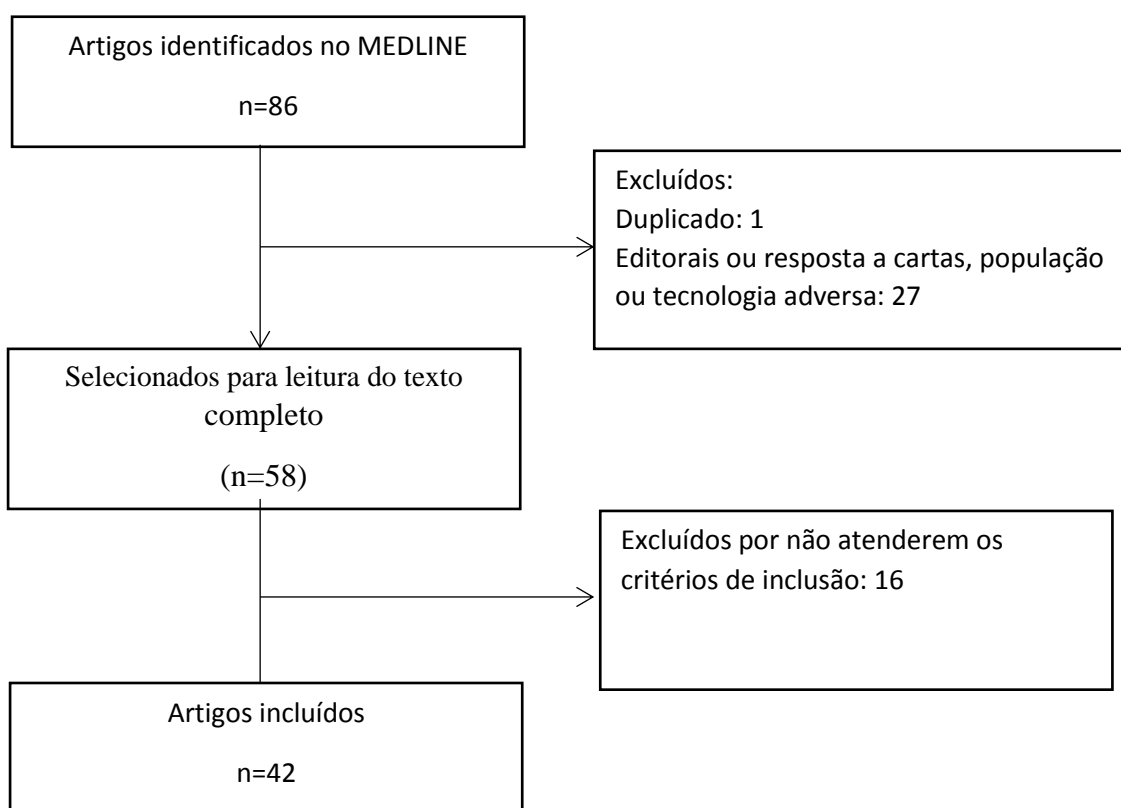 Artigos identificados no MEDLINE
n=86
Excluídos:
Duplicado: 1
Editorais ou resposta a cartas, população
ou tecnologia adversa: 27
Selecionados para leitura do texto
completo
(n=58)
Excluídos por não atenderem os
critérios de inclusão: 16
Artigos incluídos
n=42